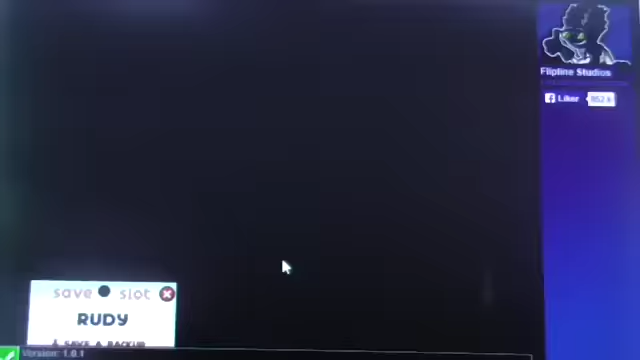 Flipline Studios
Liker 852 k
save slot
RUDY
SAVE A BACKUP
Version: 1.0.1